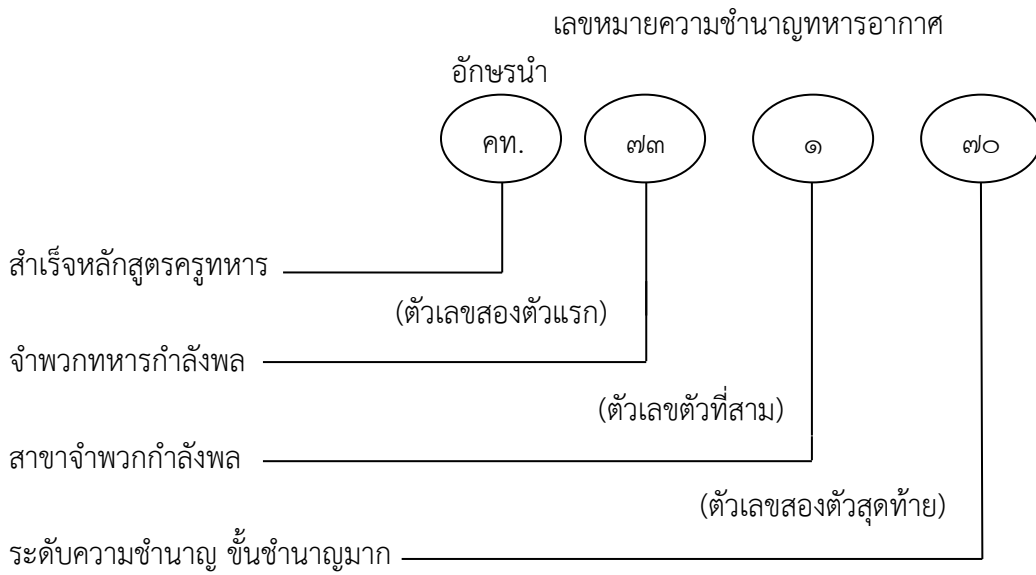 เลขหมายความชำนาญทหารอากาศ
อักษรนำ
คท. ๗๓ ๑ ๗๐
สำเร็จหลักสูตรครูทหาร
(ตัวเลขสองตัวแรก)
จำพวกทหารกำลังพล
(ตัวเลขตัวที่สาม)
สาขาจำพวกกำลังพล
(ตัวเลขสองตัวสุดท้าย)
ระดับความชำนาญ ขั้นชำนาญมาก